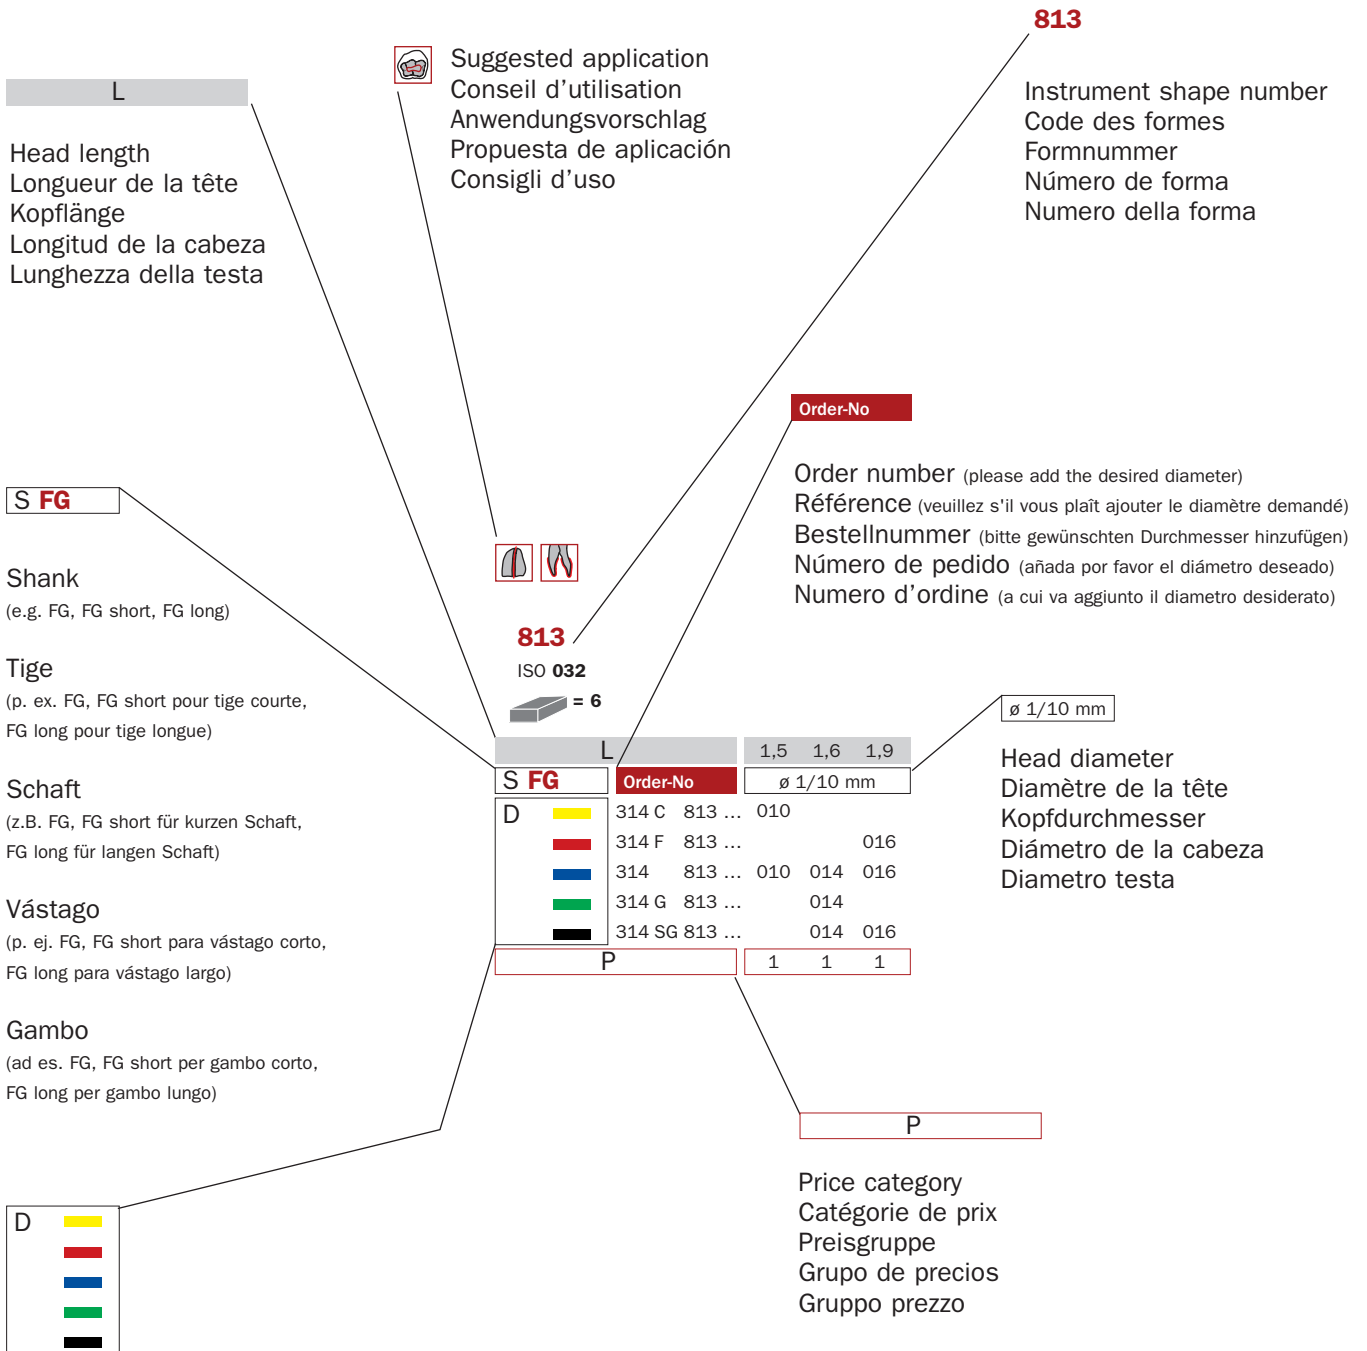 813
Suggested application
Conseil d'utilisation
Anwendungsvorschlag
Propuesta de aplicación
Consigli d'uso
L
Head length
Longueur de la tête
Kopflänge
Longitud de la cabeza
Lunghezza della testa
Instrument shape number
Code des formes
Formnummer
Número de forma
Numero della forma
Order-No
Order number (please add the desired diameter)
Référence (veuillez s'il vous plaît ajouter le diamètre demandé)
Bestellnummer (bitte gewünschten Durchmesser hinzufügen)
Número de pedido (añada por favor el diámetro deseado)
Numero d'ordine (a cui va aggiunto il diametro desiderato)
S FG
Shank
(e.g. FG, FG short, FG long)
Tige
(p. ex. FG, FG short pour tige courte,
FG long pour tige longue)
Schaft
(z.B. FG, FG short für kurzen Schaft,
FG long für langen Schaft)
Vástago
(p. ej. FG, FG short para vástago corto,
FG long para vástago largo)
Gambo
(ad es. FG, FG short per gambo corto,
FG long per gambo lungo)
813
ISO 032
= 6
L 1,5 1,6 1,9
S FG Order-No ø 1/10 mm
D 314 C 813 ... 010
314 F 813 ... 016
314 813 ... 010 014 016
314 G 813 ... 014
314 SG 813 ... 014 016
P 1 1 1
ø 1/10 mm
Head diameter
Diamètre de la tête
Kopfdurchmesser
Diámetro de la cabeza
Diametro testa
P
Price category
Catégorie de prix
Preisgruppe
Grupo de precios
Gruppo prezzo
D